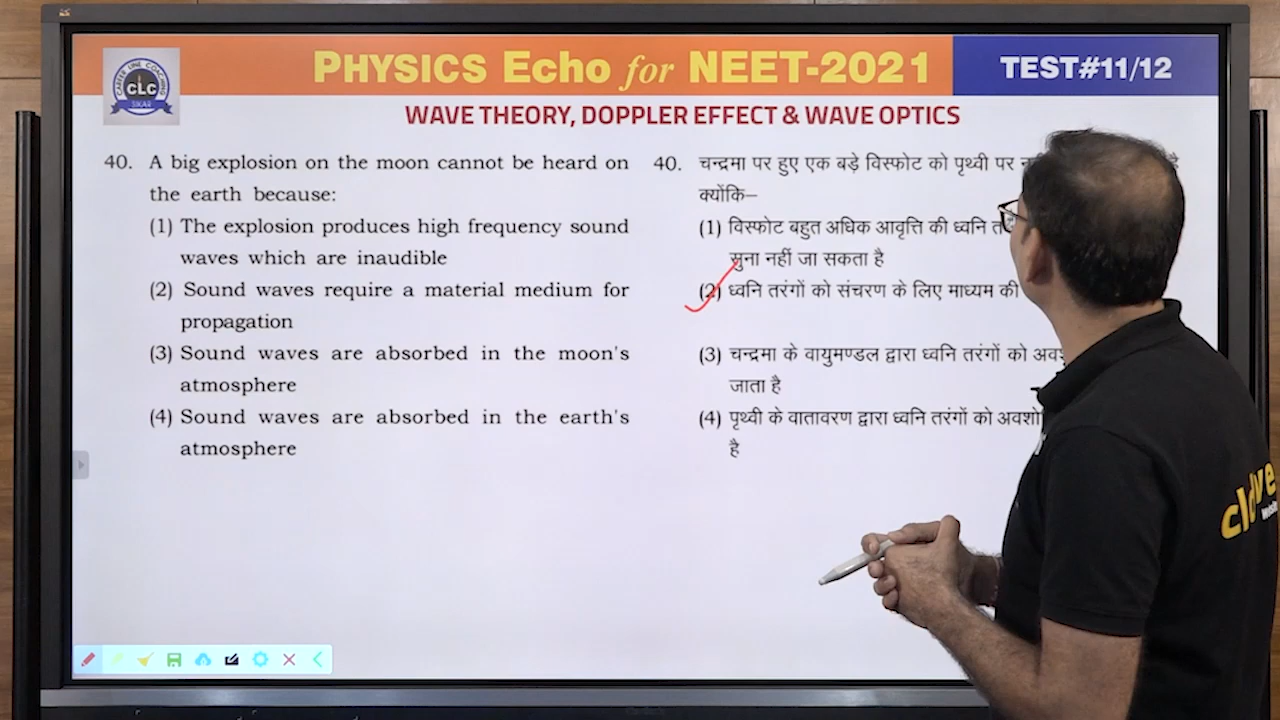 PHYSICS Echo for NEET-2021
TEST#11/12
CAREER LINE COACHING
CLC
SIKAR
WAVE THEORY, DOPPLER EFFECT & WAVE OPTICS
40. A big explosion on the moon cannot be heard on
the earth because:
(1) The explosion produces high frequency sound
waves which are inaudible
(2) Sound waves require a material medium for
propagation
(3) Sound waves are absorbed in the moon's
atmosphere
(4) Sound waves are absorbed in the earth's
atmosphere
40. चन्द्रमा पर हुए एक बड़े विस्फोट को पृथ्वी पर
क्योंकि–
(1) विस्फोट बहुत अधिक आवृत्ति की ध्वनि
सुना नहीं जा सकता है
(2) ध्वनि तरंगों को संचरण के लिए माध्यम की
(3) चन्द्रमा के वायुमण्डल द्वारा ध्वनि तरंगों को
जाता है
(4) पृथ्वी के वातावरण द्वारा ध्वनि तरंगों को
है